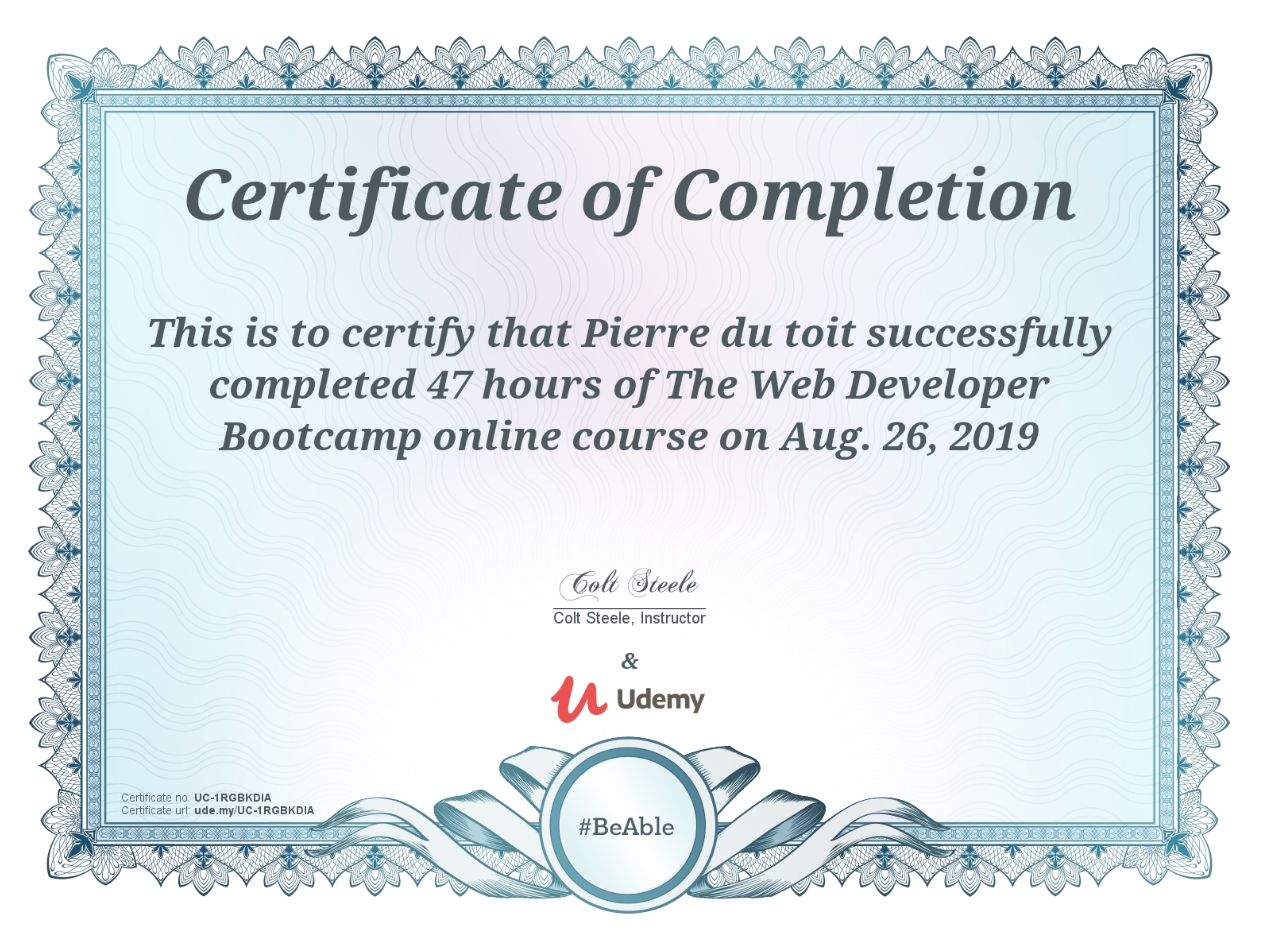 Certificate of Completion
This is to certify that Pierre du toit successfully
completed 47 hours of The Web Developer
Bootcamp online course on Aug. 26, 2019
Colt Steele
Colt Steele, Instructor
&
Udemy
Certificate no: UC-1RGBKDIA
Certificate url: ude.my/UC-1RGBKDIA
#BeAble